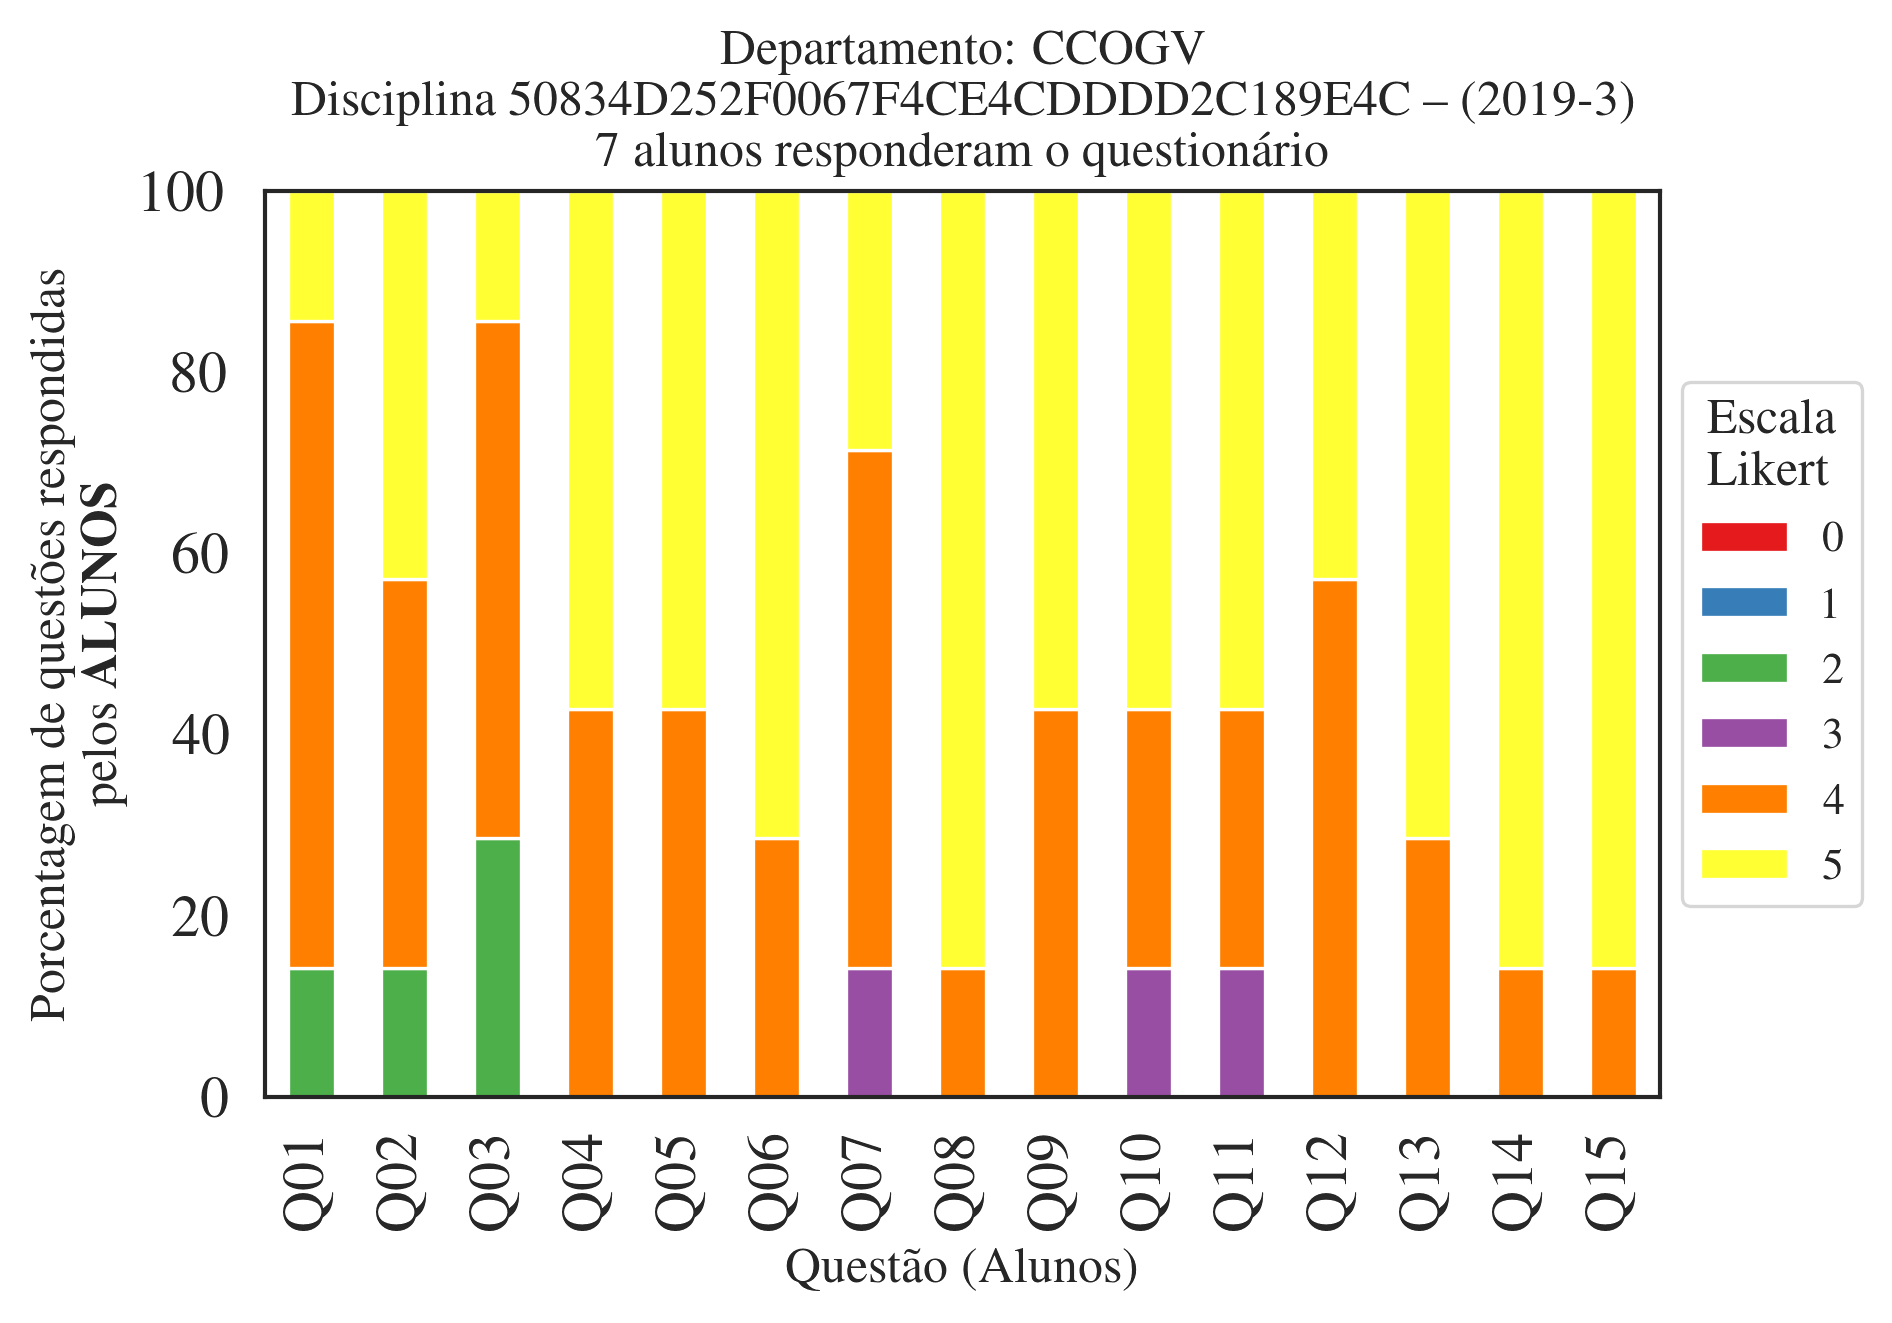 Departamento: CCOGV
Disciplina 50834D252F0067F4CE4CDDDD2C189E4C – (2019-3)
7 alunos responderam o questionário
Porcentagem de questões respondidas
pelos ALUNOS
100
80
60
40
20
0
Q01
Q02
Q03
Q04
Q05
Q06
Q07
Q08
Q09
Q10
Q11
Q12
Q13
Q14
Q15
Questão (Alunos)
Escala
Likert
0
1
2
3
4
5